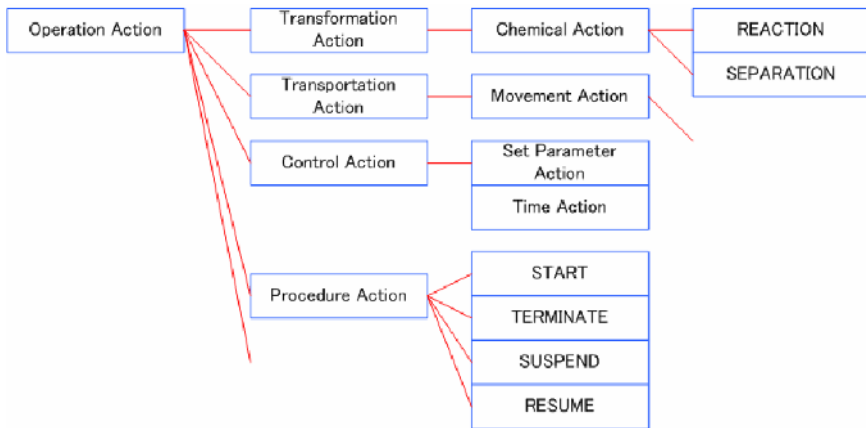 Operation Action
Transformation
Action
Chemical Action
REACTION
SEPARATION
Transportation
Action
Movement Action
Control Action
Set Parameter
Action
Time Action
Procedure Action
START
TERMINATE
SUSPEND
RESUME